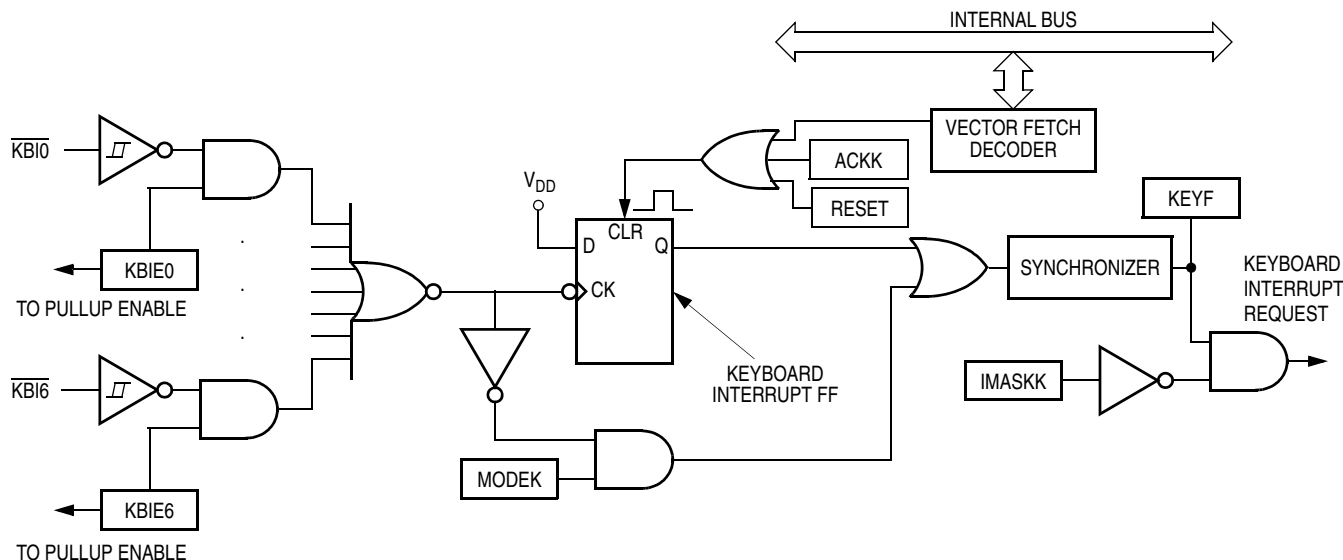 INTERNAL BUS
KBI0
VECTOR FETCH
DECODER
ACKK
VDD
RESET
KEYF
CLR
D
Q
KBIE0
SYNCHRONIZER
KEYBOARD
INTERRUPT
REQUEST
CK
TO PULLUP ENABLE
KBI6
KEYBOARD
INTERRUPT FF
IMASKK
MODEK
KBIE6
TO PULLUP ENABLE